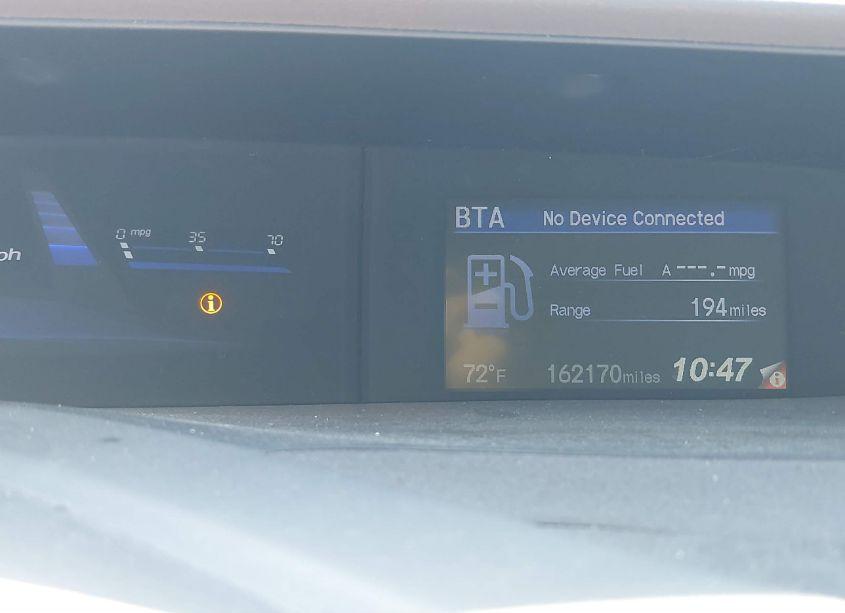 BTA No Device Connected
0 mpg 35 70
Average Fuel A ---.- mpg
Range 194 miles
72°F 162170 miles 10:47